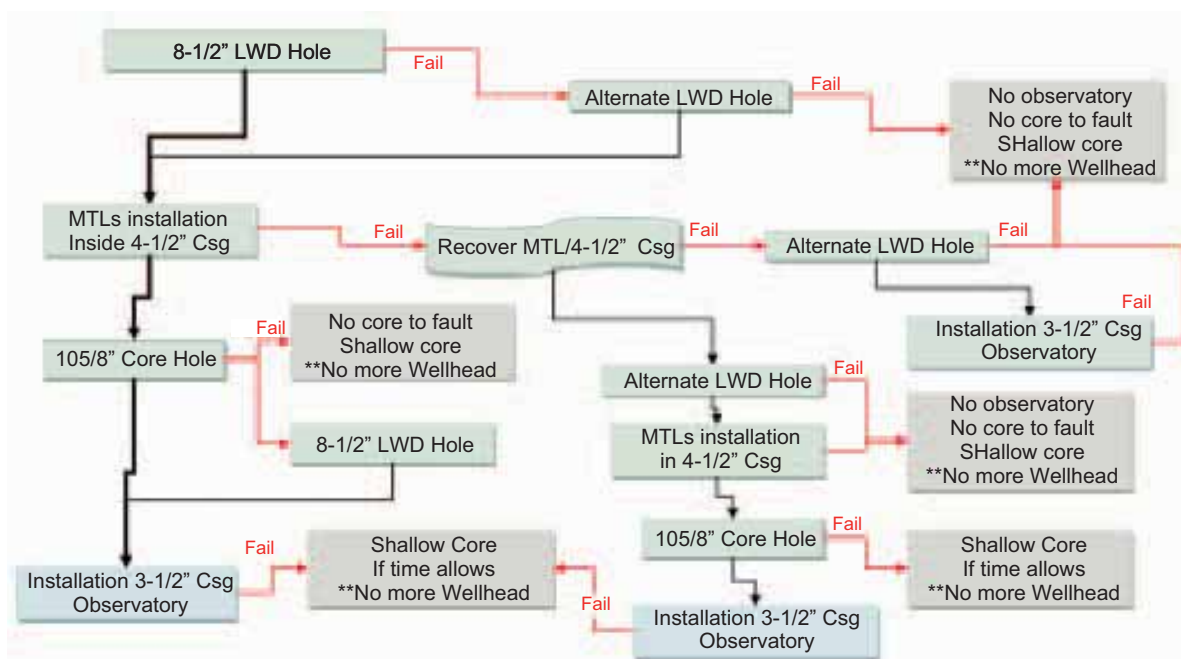 8-1/2” LWD Hole
Fail
Alternate LWD Hole
Fail
No observatory
No core to fault
SHallow core
**No more Wellhead
MTLs installation
Inside 4-1/2” Csg
Fail
Recover MTL/4-1/2” Csg
Fail
Alternate LWD Hole
Fail
Fail
Installation 3-1/2” Csg
Observatory
105/8” Core Hole
Fail
No core to fault
Shallow core
**No more Wellhead
8-1/2” LWD Hole
Alternate LWD Hole
Fail
No observatory
No core to fault
SHallow core
**No more Wellhead
MTLs installation
in 4-1/2” Csg
105/8” Core Hole
Fail
Shallow Core
If time allows
**No more Wellhead
Installation 3-1/2” Csg
Observatory
Fail
Shallow Core
If time allows
**No more Wellhead
Fail
Installation 3-1/2” Csg
Observatory